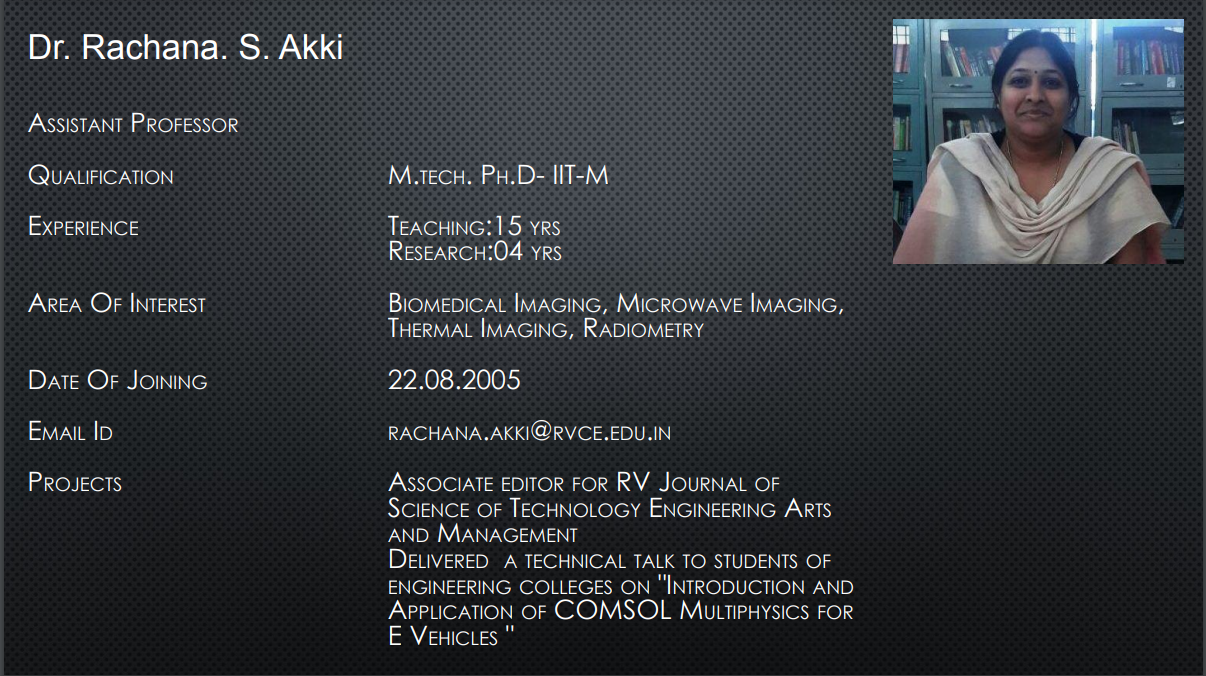 Dr. Rachana. S. Akki
Assistant Professor
Qualification M.tech. Ph.D- IIT-M
Experience Teaching:15 yrs
Research:04 yrs
Area Of Interest Biomedical Imaging, Microwave Imaging,
Thermal Imaging, Radiometry
Date Of Joining 22.08.2005
Email Id rachana.akki@rvce.edu.in
Projects Associate editor for RV Journal of
Science of Technology Engineering Arts
and Management
Delivered a technical talk to students of
engineering colleges on "Introduction and
Application of COMSOL Multiphysics for
E Vehicles "